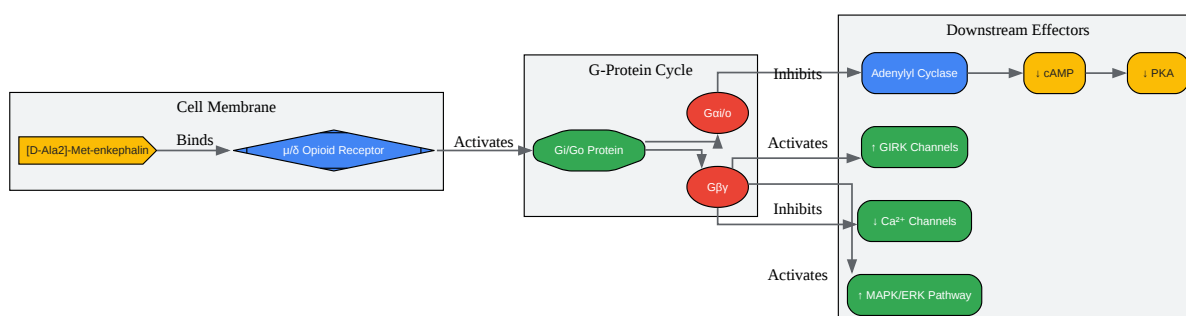 Cell Membrane
[D-Ala2]-Met-enkephalin
Binds
μ/δ Opioid Receptor
Activates
G-Protein Cycle
Gi/Go Protein
Gαi/o
Gβγ
Inhibits
Activates
Inhibits
Activates
Downstream Effectors
Adenylyl Cyclase
↓ cAMP
↓ PKA
↑ GIRK Channels
↓ Ca²⁺ Channels
↑ MAPK/ERK Pathway